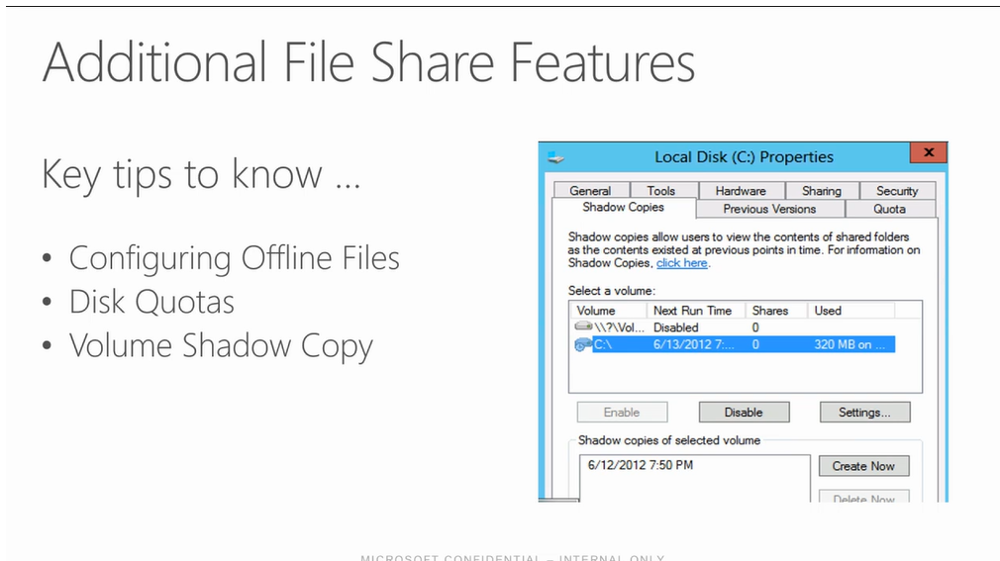 Additional File Share Features
Key tips to know ...
• Configuring Offline Files
• Disk Quotas
• Volume Shadow Copy
Local Disk (C:) Properties
x
General Tools Hardware Sharing Security
Shadow Copies Previous Versions Quota
Shadow copies allow users to view the contents of shared folders
as the contents existed at previous points in time. For information on
Shadow Copies, click here.
Select a volume:
Volume Next Run Time Shares Used
\\?\Vol... Disabled 0
C:\ 6/13/2012 7:... 0 320 MB on ...
Enable Disable Settings...
Shadow copies of selected volume
6/12/2012 7:50 PM
Create Now
Delete Now
MICROSOFT CONFIDENTIAL – INTERNAL ONLY